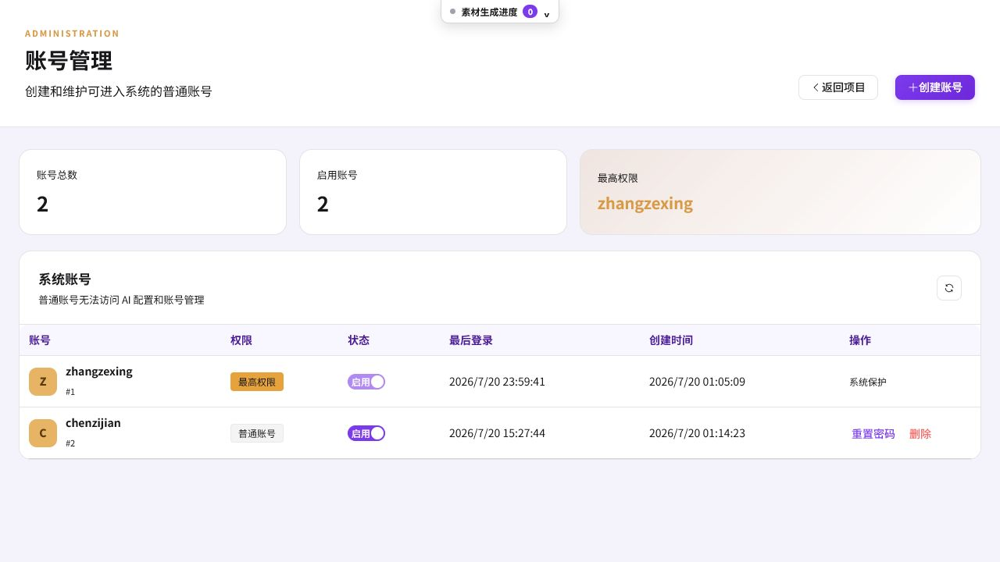 素材生成进度 0 v
ADMINISTRATION
账号管理
创建和维护可进入系统的普通账号
返回项目
创建账号
账号总数
2
启用账号
2
最高权限
zhangzexing
系统账号
普通账号无法访问 AI 配置和账号管理
账号 权限 状态 最后登录 创建时间 操作
Z zhangzexing #1 最高权限 启用 2026/7/20 23:59:41 2026/7/20 01:05:09 系统保护
C chenzijian #2 普通账号 启用 2026/7/20 15:27:44 2026/7/20 01:14:23 重置密码 删除